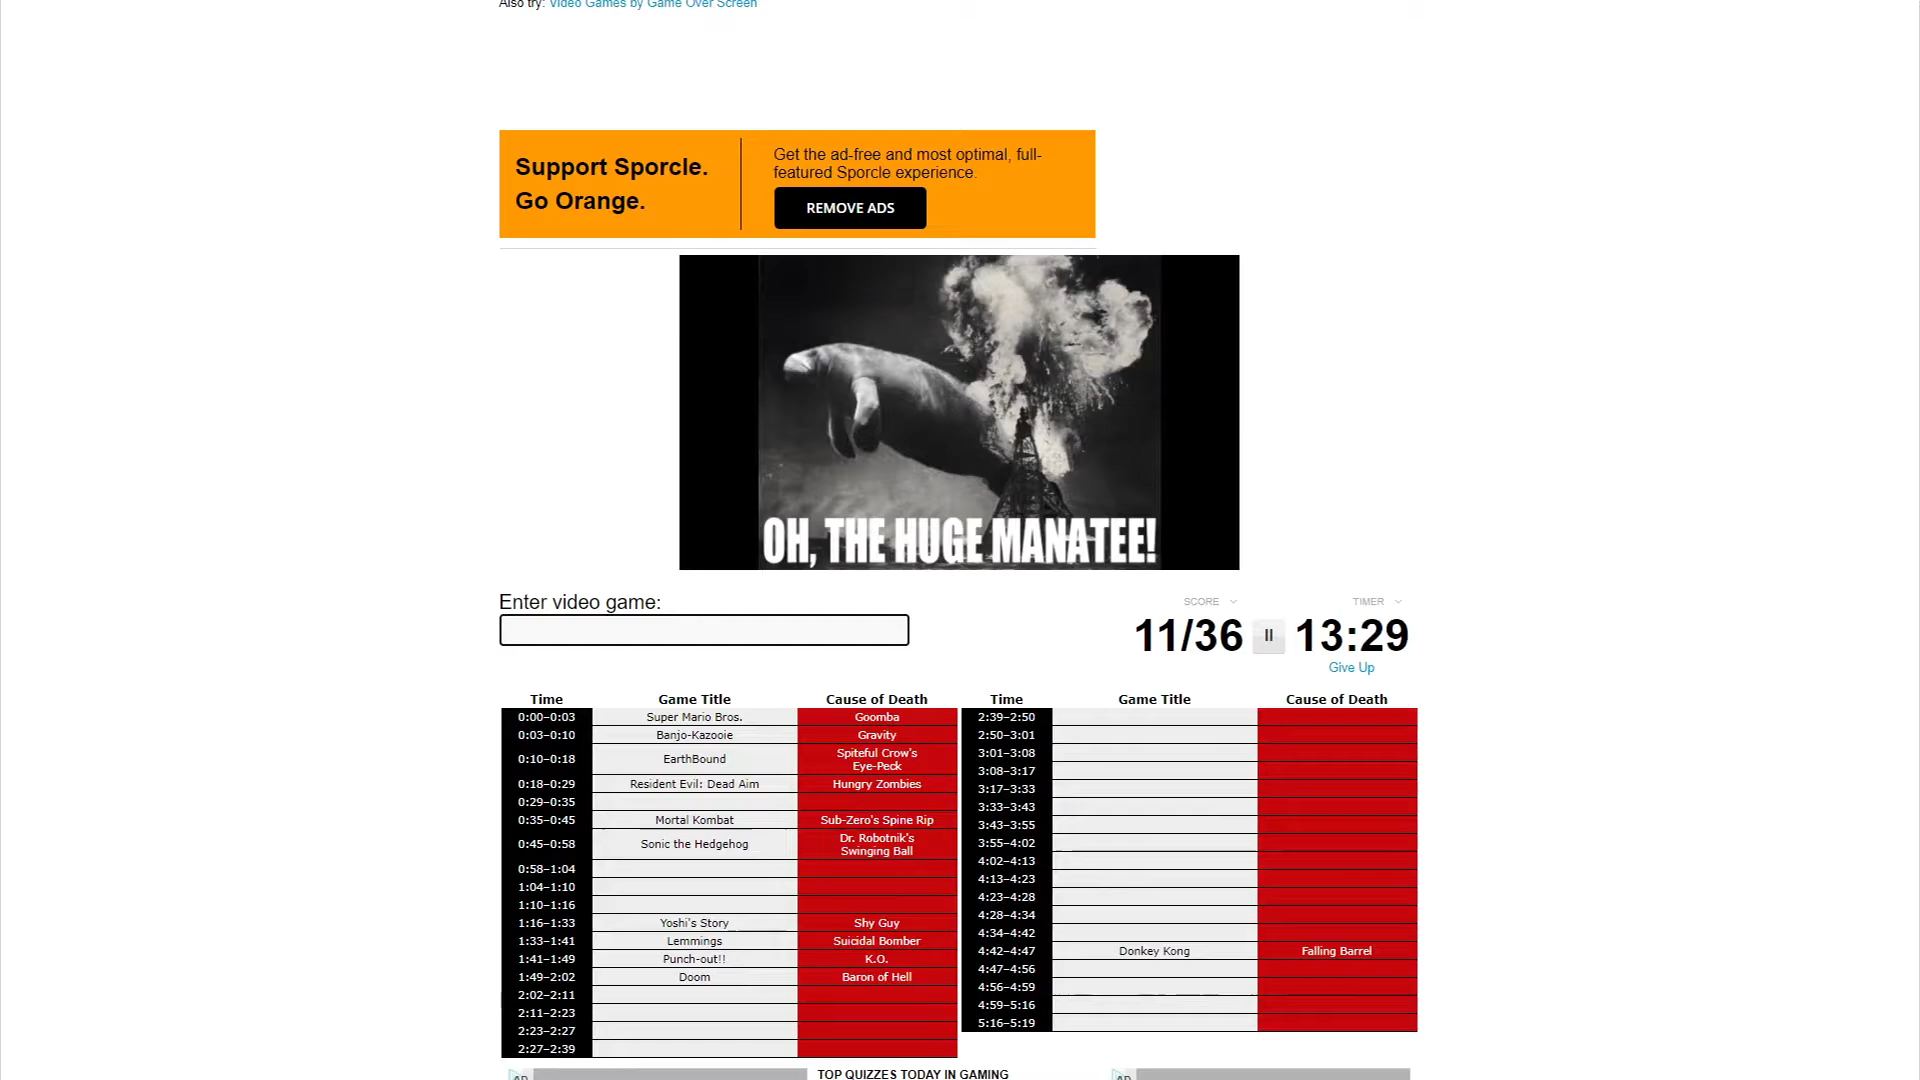 Also try: Video Games by Game Over Screen
Support Sporcle.
Go Orange.
Get the ad-free and most optimal, full-
featured Sporcle experience.
REMOVE ADS
OH, THE HUGE MANATEE!
Enter video game:
SCORE
TIMER
11/36
13:29
Give Up
Time Game Title Cause of Death
0:00–0:03 Super Mario Bros. Goomba
0:03–0:10 Banjo-Kazooie Gravity
0:10–0:18 EarthBound Spiteful Crow's
Eye-Peck
0:18–0:29 Resident Evil: Dead Aim Hungry Zombies
0:29–0:35
0:35–0:45 Mortal Kombat Sub-Zero's Spine Rip
0:45–0:58 Sonic the Hedgehog Dr. Robotnik's
Swinging Ball
0:58–1:04
1:04–1:10
1:10–1:16
1:16–1:33 Yoshi's Story Shy Guy
1:33–1:41 Lemmings Suicidal Bomber
1:41–1:49 Punch-out!! K.O.
1:49–2:02 Doom Baron of Hell
2:02–2:11
2:11–2:23
2:23–2:27
2:27–2:39
Time Game Title Cause of Death
2:39–2:50
2:50–3:01
3:01–3:08
3:08–3:17
3:17–3:33
3:33–3:43
3:43–3:55
3:55–4:02
4:02–4:13
4:13–4:23
4:23–4:28
4:28–4:34
4:34–4:42
4:42–4:47 Donkey Kong Falling Barrel
4:47–4:56
4:56–4:59
4:59–5:16
5:16–5:19
AD
TOP QUIZZES TODAY IN GAMING
AD